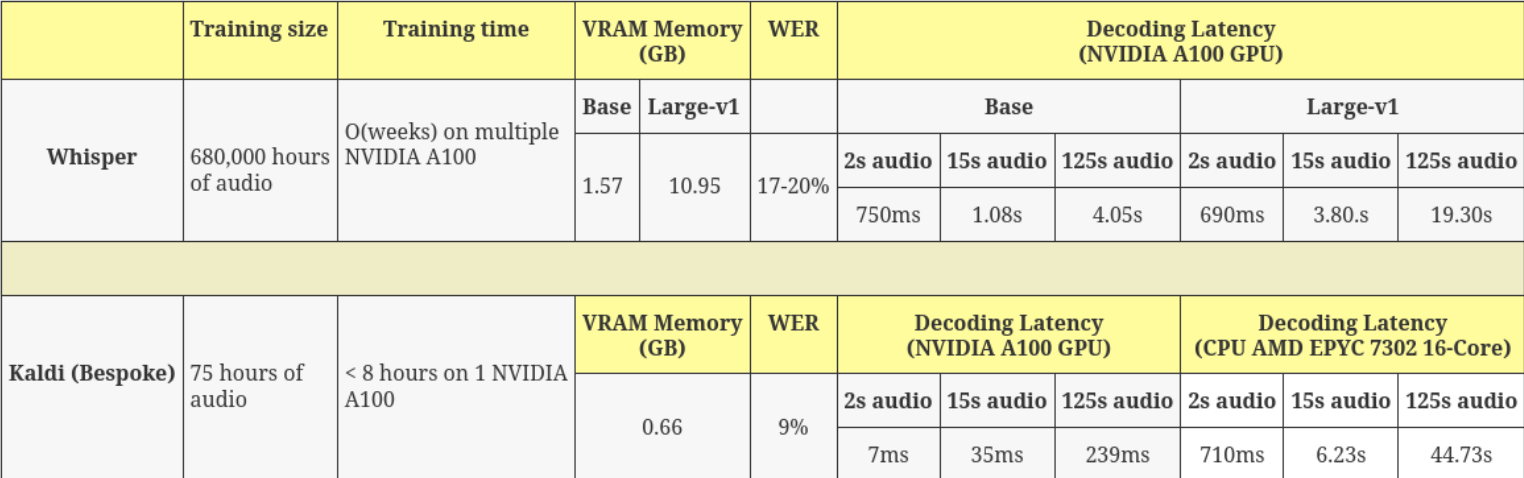 Training size Training time VRAM Memory (GB) WER Decoding Latency (NVIDIA A100 GPU)
Whisper
680,000 hours
of audio
O(weeks) on multiple
NVIDIA A100
Base Large-v1
1.57 10.95
17-20%
Base Large-v1
2s audio 15s audio 125s audio 2s audio 15s audio 125s audio
750ms 1.08s 4.05s 690ms 3.80.s 19.30s
Kaldi (Bespoke)
75 hours of
audio
< 8 hours on 1 NVIDIA
A100
VRAM Memory
(GB)
0.66
WER
9%
Decoding Latency
(NVIDIA A100 GPU)
2s audio 15s audio 125s audio
7ms 35ms 239ms
Decoding Latency
(CPU AMD EPYC 7302 16-Core)
2s audio 15s audio 125s audio
710ms 6.23s 44.73s